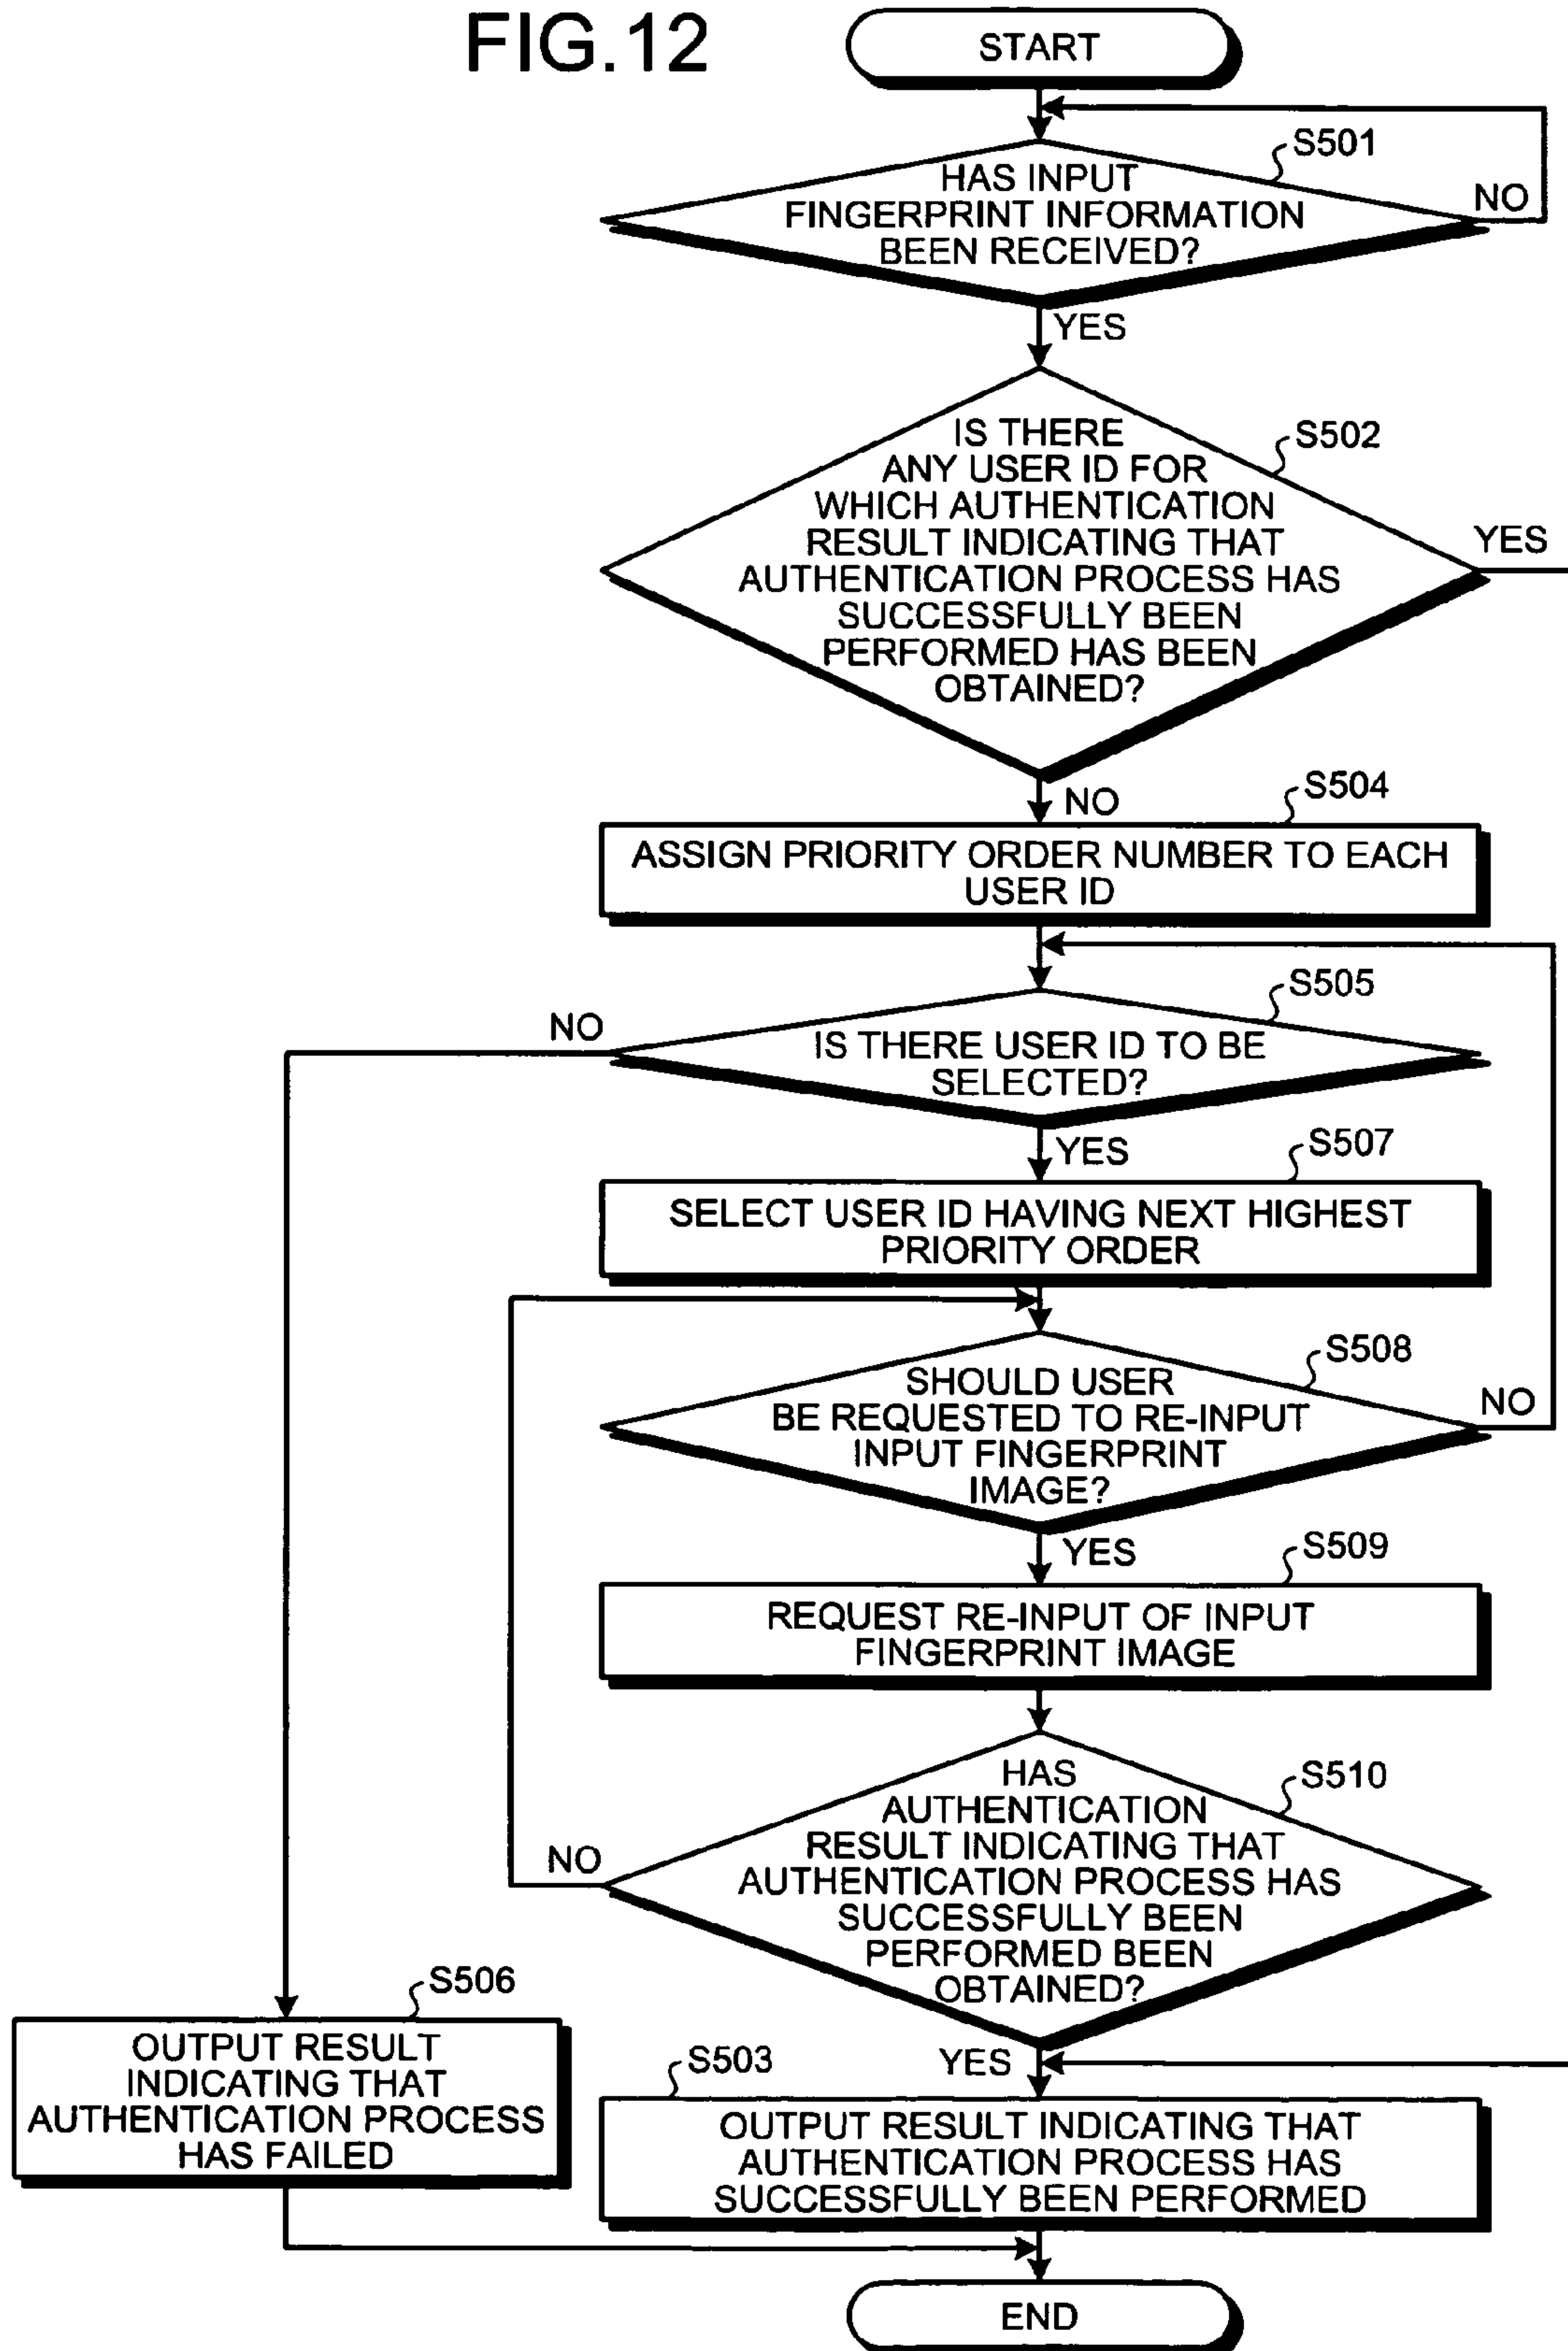 FIG.12
START
S501
HAS INPUT
FINGERPRINT INFORMATION
BEEN RECEIVED?
NO
YES
S502
IS THERE
ANY USER ID FOR
WHICH AUTHENTICATION
RESULT INDICATING THAT
AUTHENTICATION PROCESS HAS
SUCCESSFULLY BEEN
PERFORMED HAS BEEN
OBTAINED?
YES
NO
S504
ASSIGN PRIORITY ORDER NUMBER TO EACH
USER ID
S505
NO
IS THERE USER ID TO BE
SELECTED?
YES
S507
SELECT USER ID HAVING NEXT HIGHEST
PRIORITY ORDER
S508
SHOULD USER
BE REQUESTED TO RE-INPUT
INPUT FINGERPRINT
IMAGE?
NO
YES
S509
REQUEST RE-INPUT OF INPUT
FINGERPRINT IMAGE
S510
HAS
AUTHENTICATION
RESULT INDICATING THAT
AUTHENTICATION PROCESS HAS
SUCCESSFULLY BEEN
PERFORMED BEEN
OBTAINED?
NO
YES
S506
OUTPUT RESULT
INDICATING THAT
AUTHENTICATION PROCESS
HAS FAILED
S503
OUTPUT RESULT INDICATING THAT
AUTHENTICATION PROCESS HAS
SUCCESSFULLY BEEN PERFORMED
END